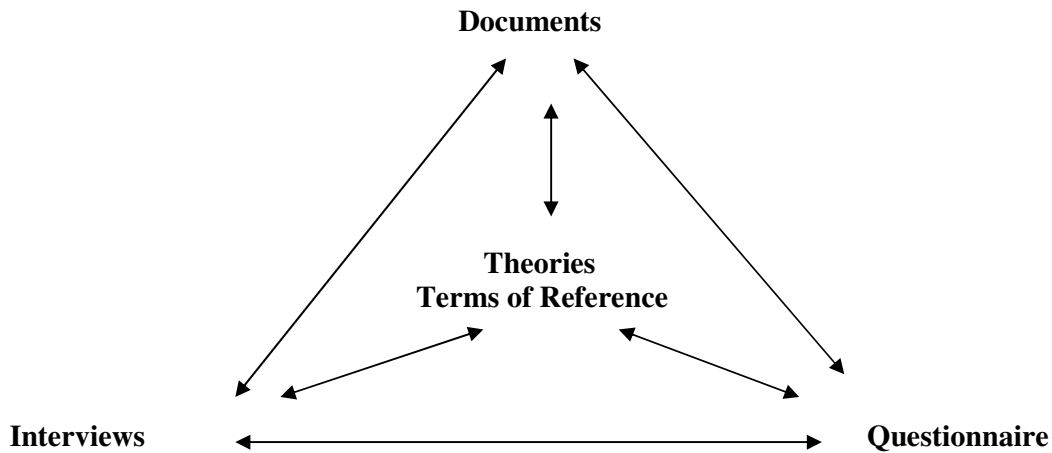 Documents
Theories
Terms of Reference
Interviews
Questionnaire